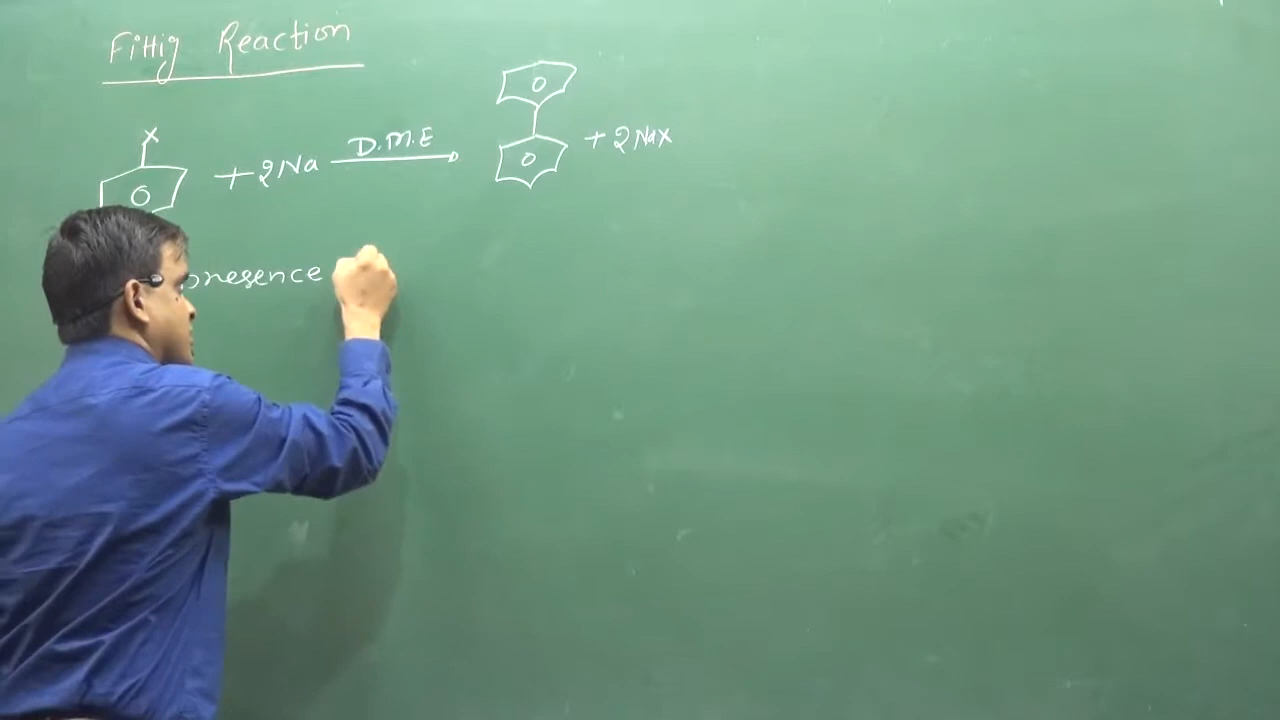 Fittig Reaction
X
+ 2Na D.M.E + 2NaX
presence